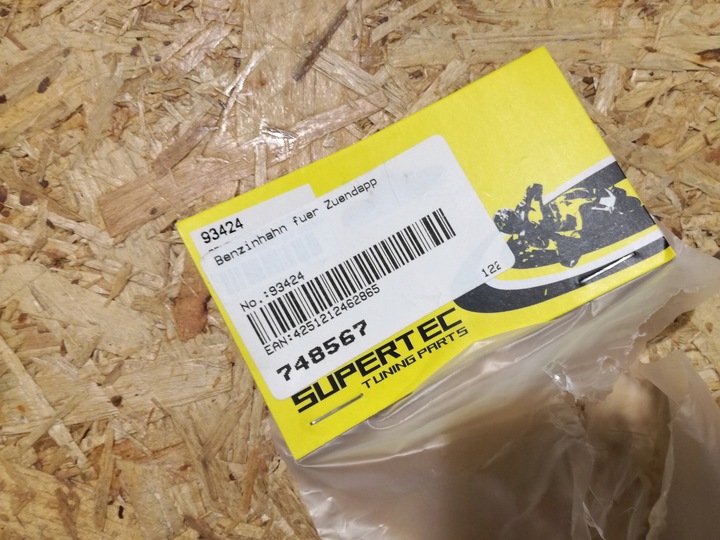 93424
Benzinhahn fuer Zuendapp
No.:93424
EAN:4251212462865
122
748567
SUPERTEC
TUNING PARTS